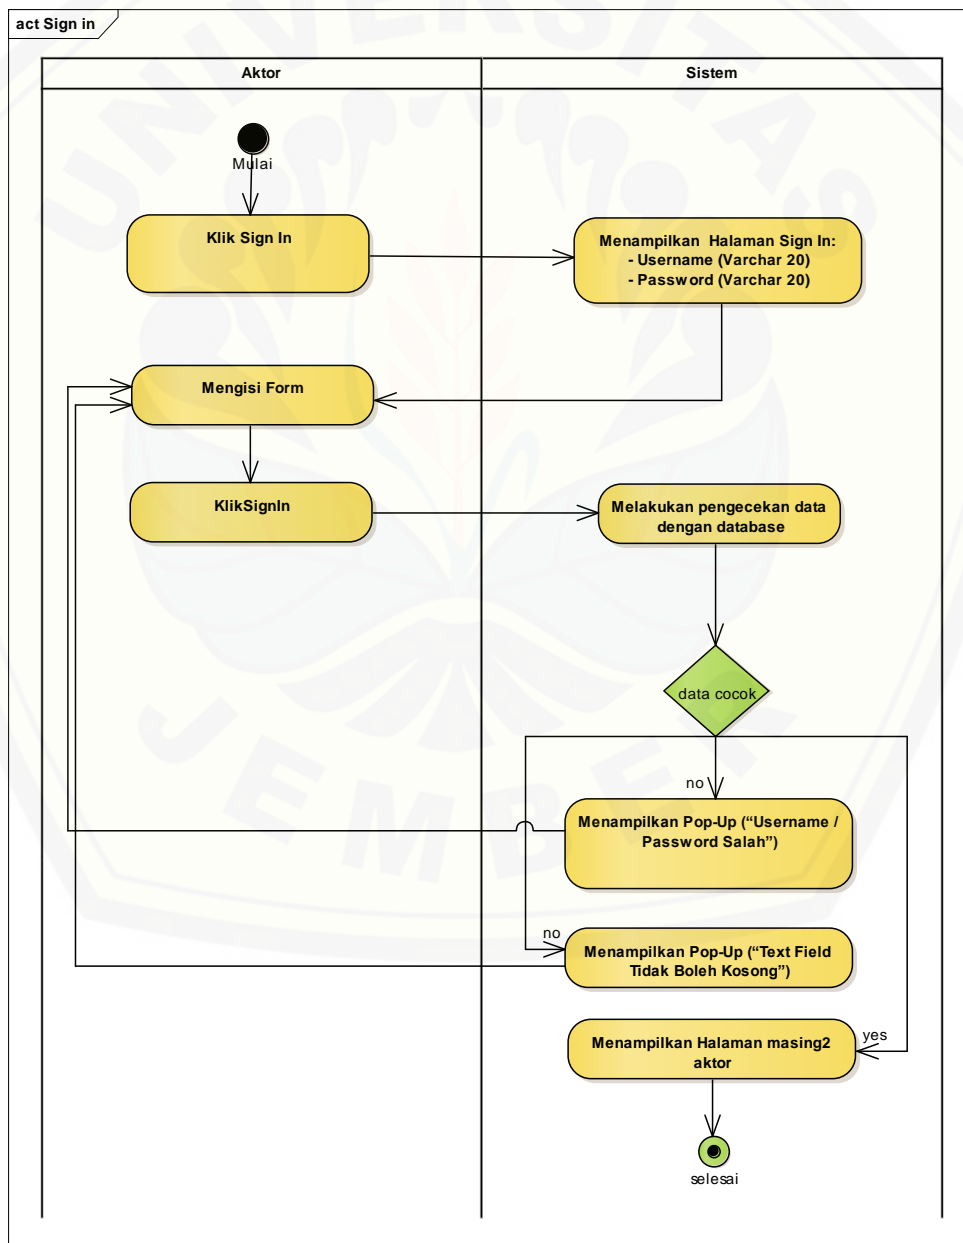 act Sign in
Aktor
Sistem
Mulai
Klik Sign In
Menampilkan Halaman Sign In:
- Username (Varchar 20)
- Password (Varchar 20)
Mengisi Form
KlikSignIn
Melakukan pengecekan data
dengan database
data cocok
no
Menampilkan Pop-Up (“Username /
Password Salah”)
no
Menampilkan Pop-Up (“Text Field
Tidak Boleh Kosong”)
yes
Menampilkan Halaman masing2
aktor
selesai
UNIVERSITAS
JEMBER